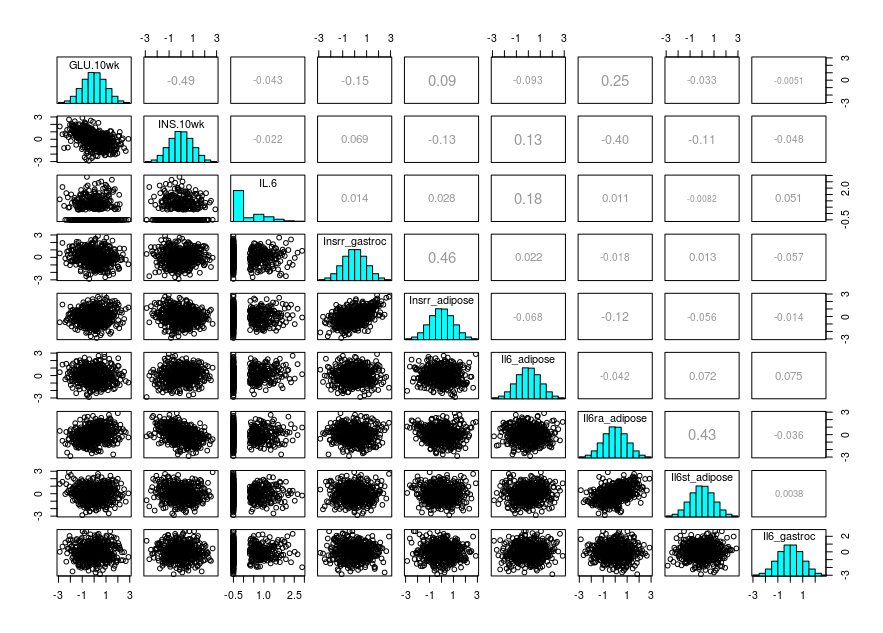 -3 -1 1 3 -3 -1 1 3 -3 -1 1 3 -3 -1 1 3
GLU.10wk -0.49 -0.043 -0.15 0.09 -0.093 0.25 -0.033 -0.0051 -3 0 2 3
-3 0 2 3 INS.10wk -0.022 0.069 -0.13 0.13 -0.40 -0.11 -0.048
IL.6 0.014 0.028 0.18 0.011 -0.0082 0.051 -0.5 2.0
-3 0 2 3 Insrr_gastroc 0.46 0.022 -0.018 0.013 -0.057
Insrr_adipose -0.068 -0.12 -0.056 -0.014 -3 0 2 3
-3 0 2 3 Il6_adipose -0.042 0.072 0.075
Il6ra_adipose 0.43 -0.036 -3 0 2 3
-3 0 2 3 Il6st_adipose 0.0038
Il6_gastroc -3 0 2
-3 -1 1 3 -0.5 1.0 2.5 -3 -1 1 3 -3 -1 1 3 -3 -1 1 3